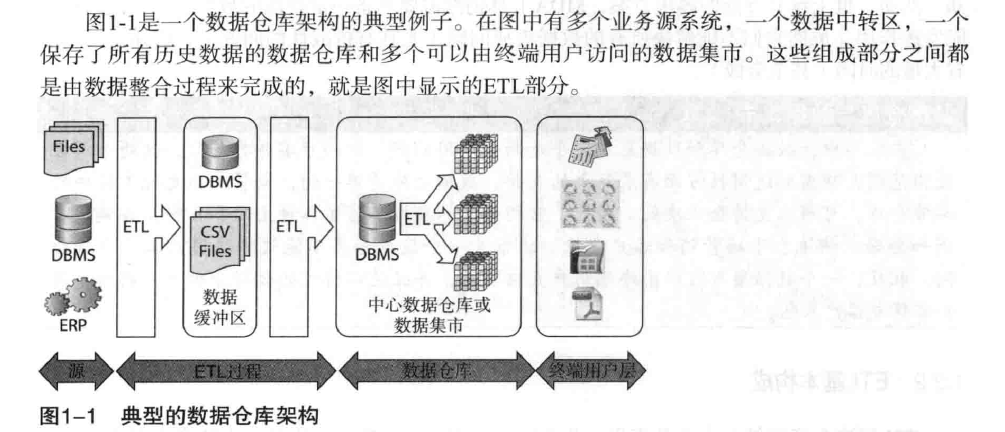 图1-1是一个数据仓库架构的典型例子。在图中有多个业务源系统，一个数据中转区，一个
保存了所有历史数据的数据仓库和多个可以由终端用户访问的数据集市。这些组成部分之间都
是由数据整合过程来完成的，就是图中显示的ETL部分。
Files
DBMS
ERP
ETL
DBMS
CSV
Files
数据
缓冲区
ETL
DBMS
ETL
中心数据仓库或
数据集市
源
ETL过程
数据仓库
终端用户层
图1-1 典型的数据仓库架构